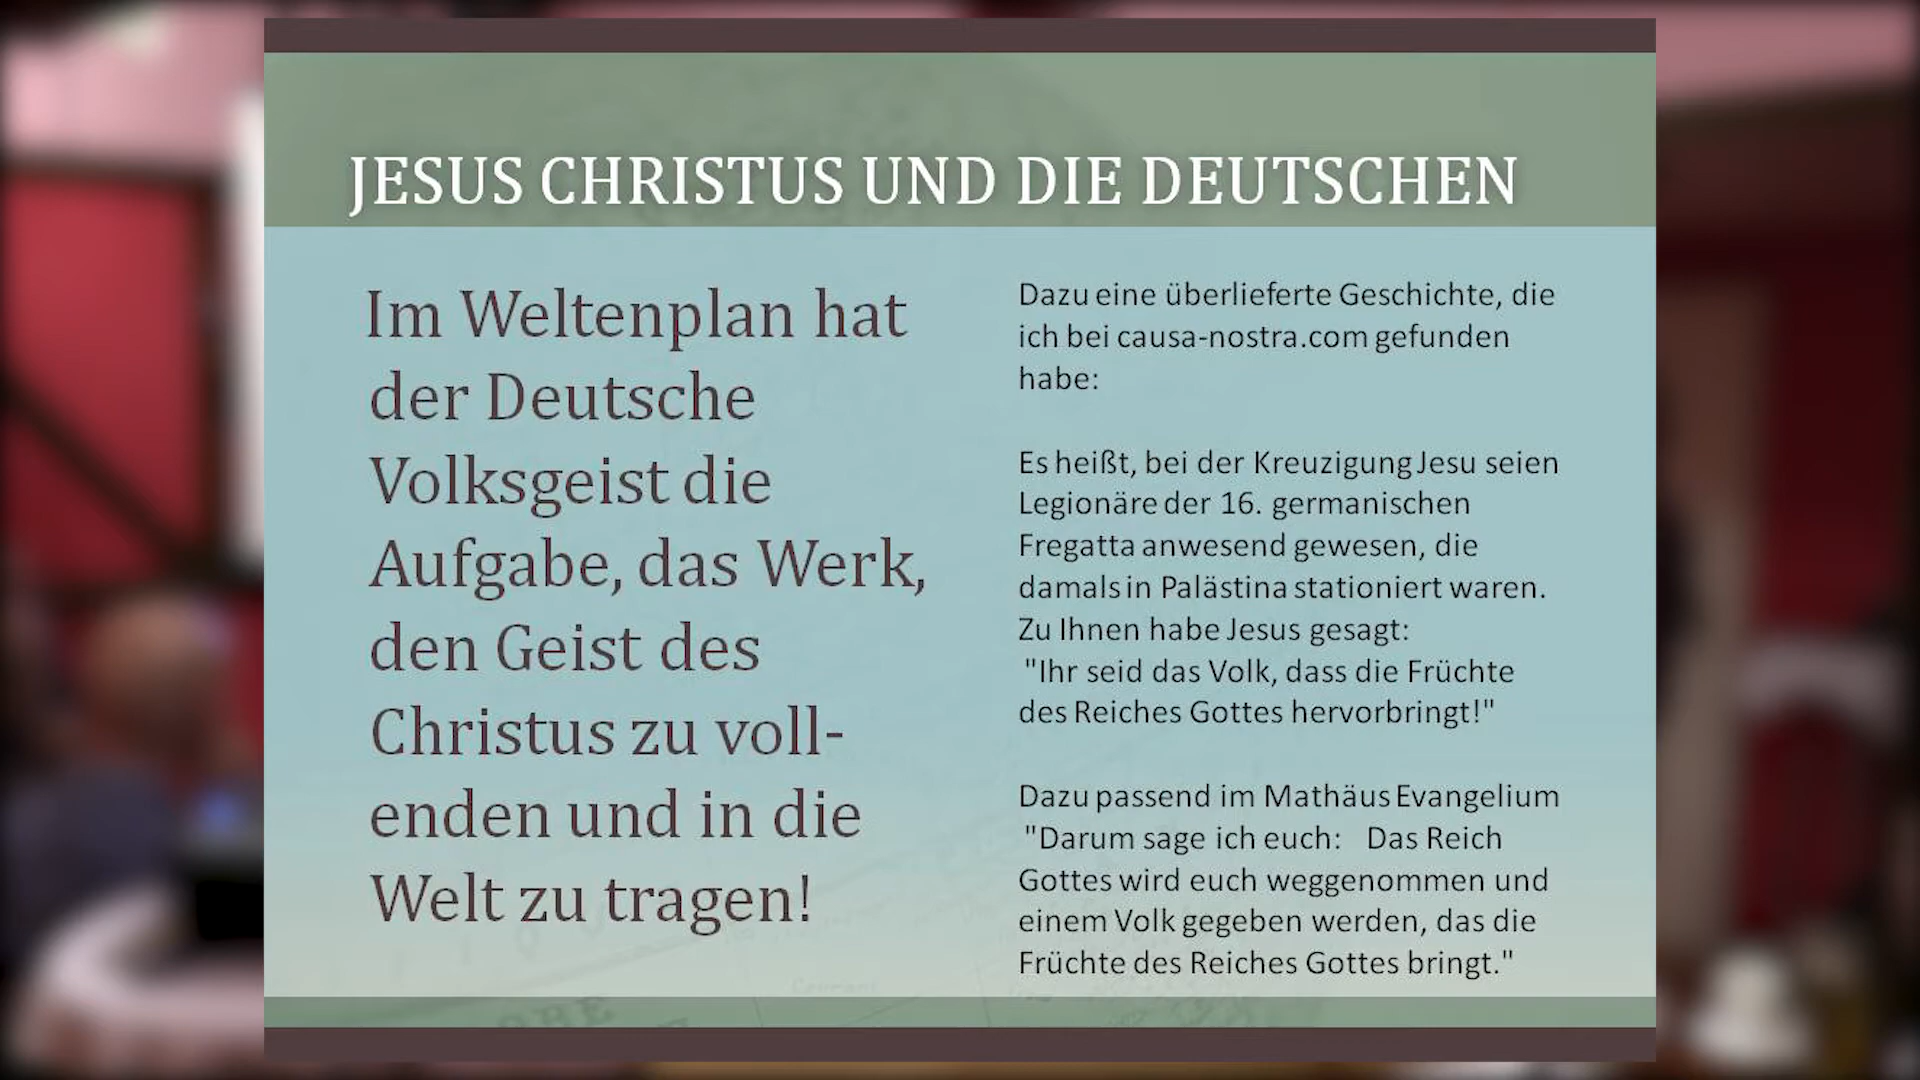 JESUS CHRISTUS UND DIE DEUTSCHEN
Im Weltenplan hat
der Deutsche
Volksgeist die
Aufgabe, das Werk,
den Geist des
Christus zu voll-
enden und in die
Welt zu tragen!
Dazu eine überlieferte Geschichte, die
ich bei causa-nostra.com gefunden
habe:
Es heißt, bei der Kreuzigung Jesu seien
Legionäre der 16. germanischen
Fregatta anwesend gewesen, die
damals in Palästina stationiert waren.
Zu Ihnen habe Jesus gesagt:
"Ihr seid das Volk, dass die Früchte
des Reiches Gottes hervorbringt!"
Dazu passend im Mathäus Evangelium
"Darum sage ich euch: Das Reich
Gottes wird euch weggenommen und
einem Volk gegeben werden, das die
Früchte des Reiches Gottes bringt."